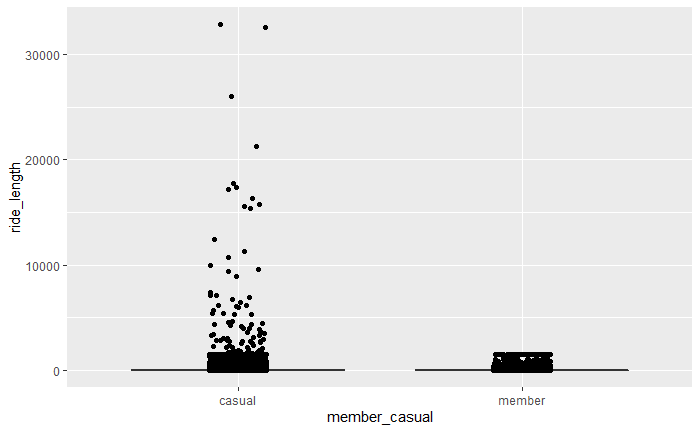 30000
20000
10000
0
ride_length
casual
member
member_casual